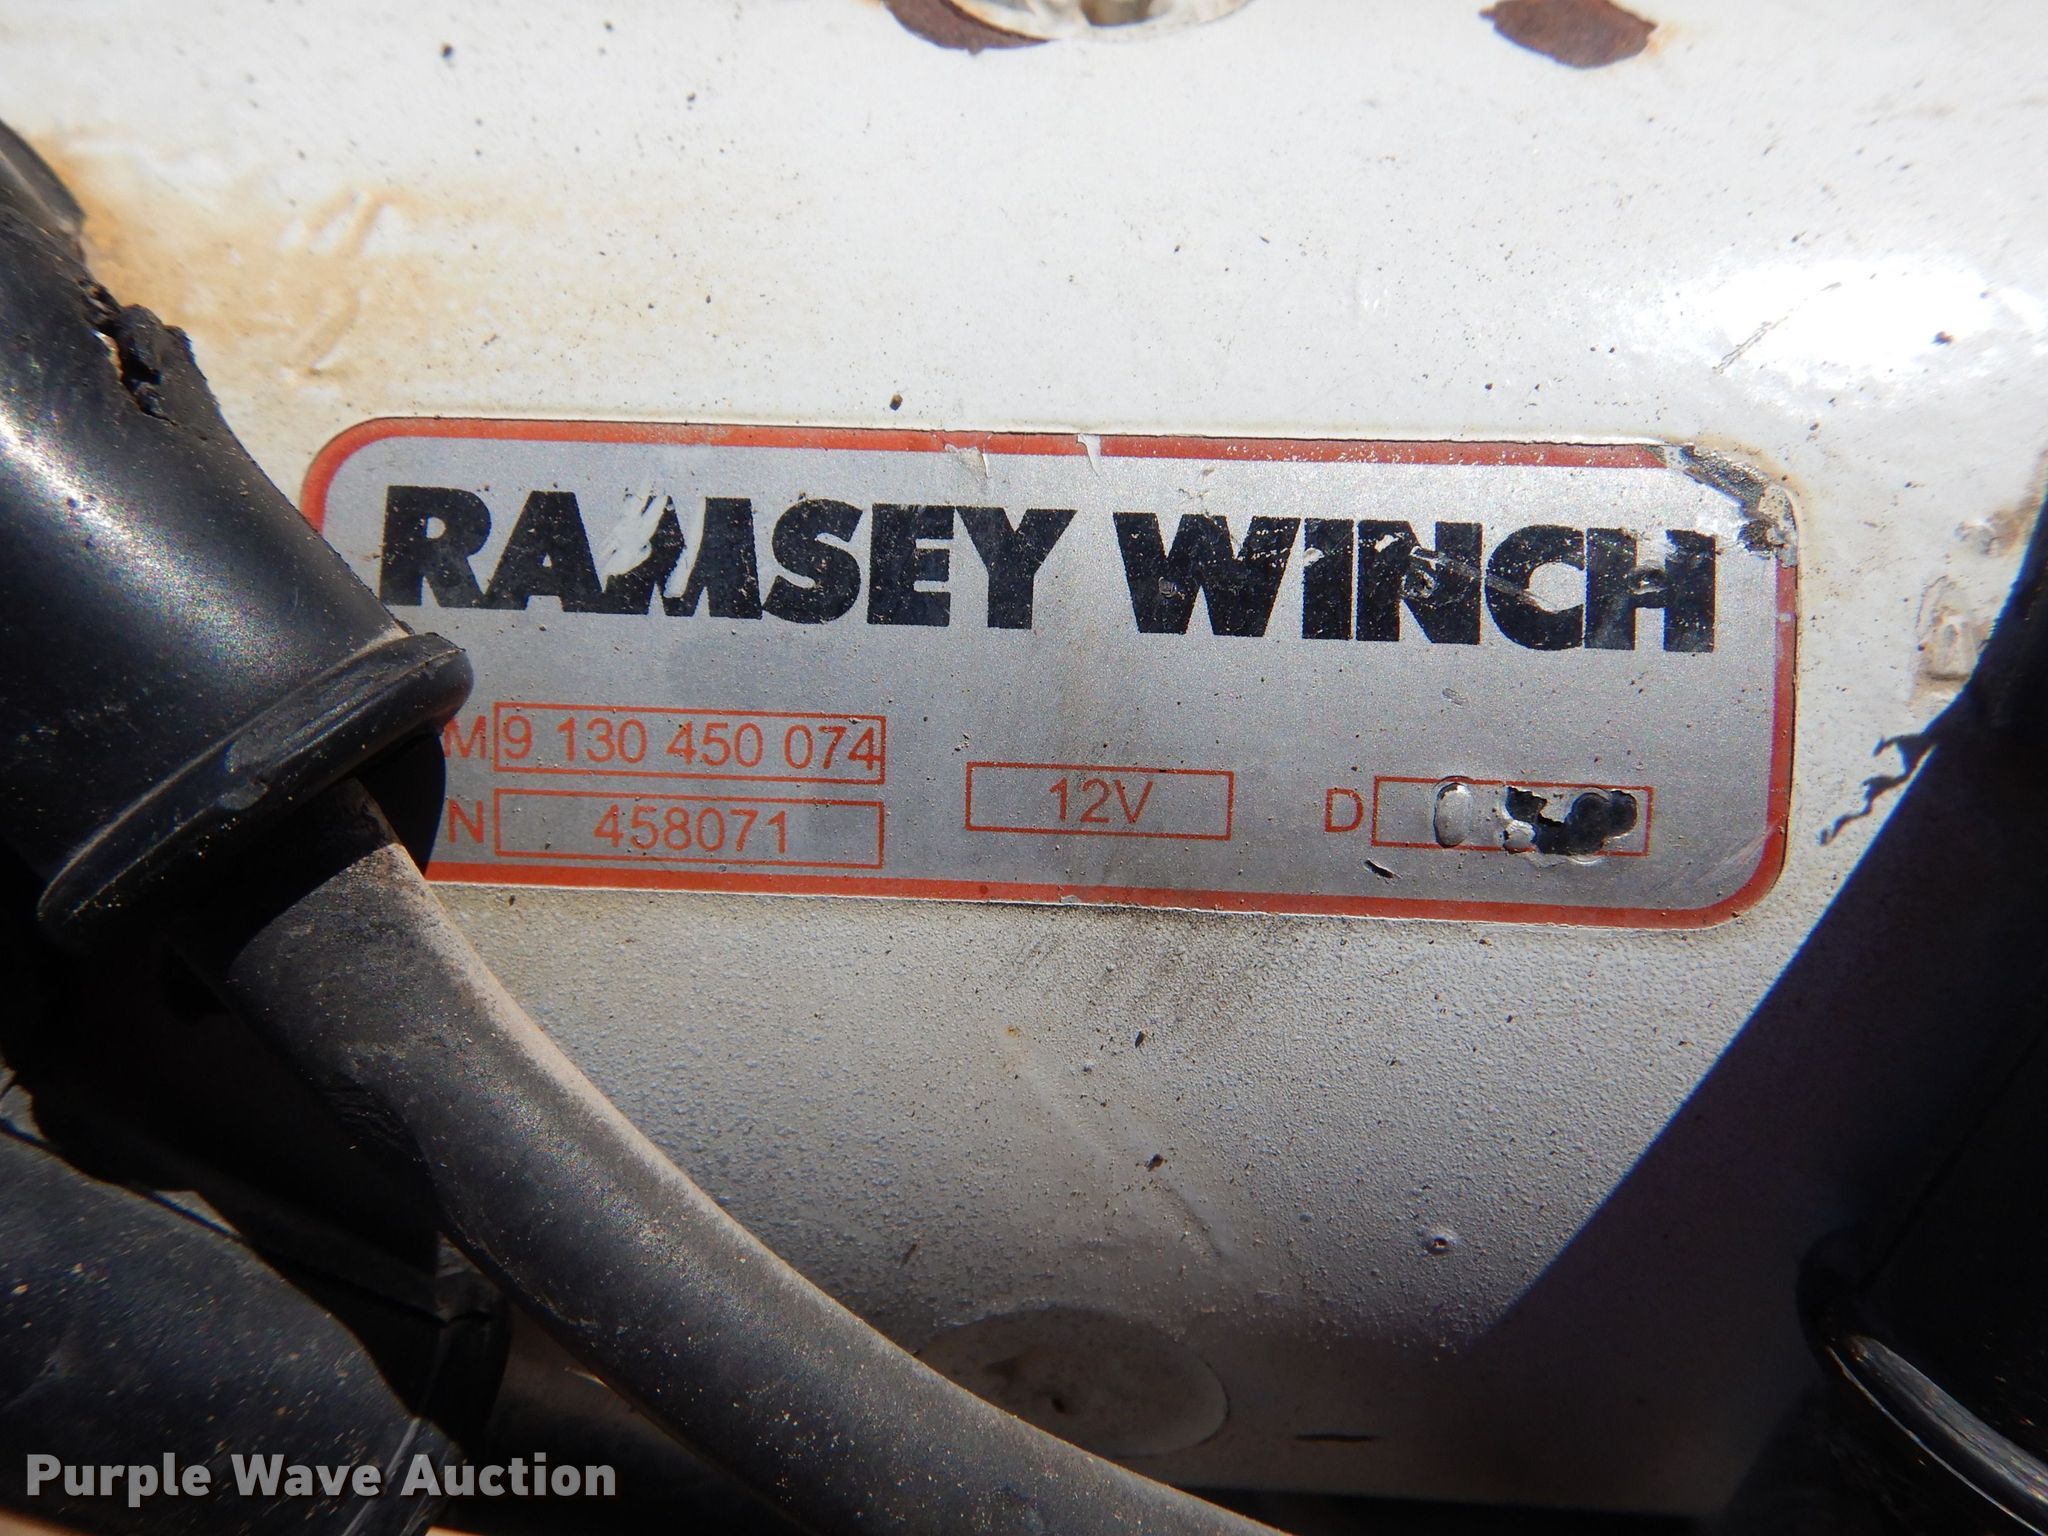 RAMSEY WINCH
M 9 130 450 074
N 458071
12V
D
Purple Wave Auction